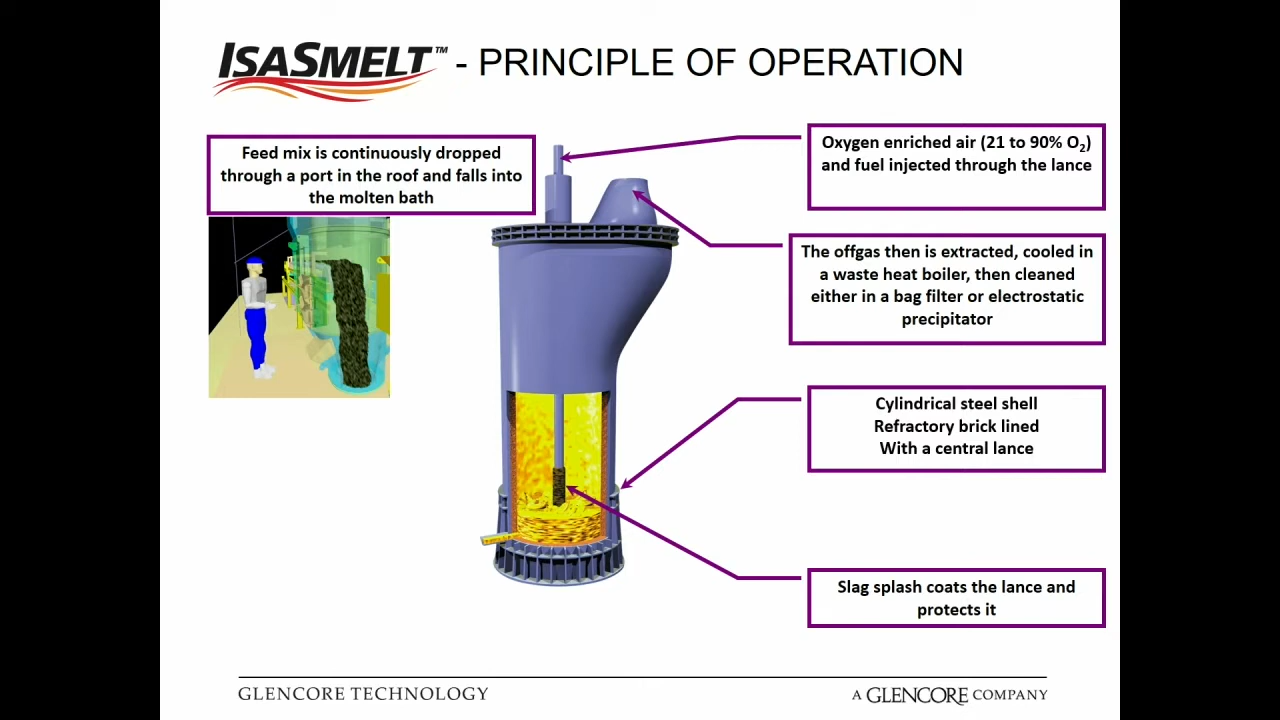 ISASMELT™ - PRINCIPLE OF OPERATION
Feed mix is continuously dropped
through a port in the roof and falls into
the molten bath
Oxygen enriched air (21 to 90% O₂)
and fuel injected through the lance
The offgas then is extracted, cooled in
a waste heat boiler, then cleaned
either in a bag filter or electrostatic
precipitator
Cylindrical steel shell
Refractory brick lined
With a central lance
Slag splash coats the lance and
protects it
GLENCORE TECHNOLOGY
A GLENCORE COMPANY